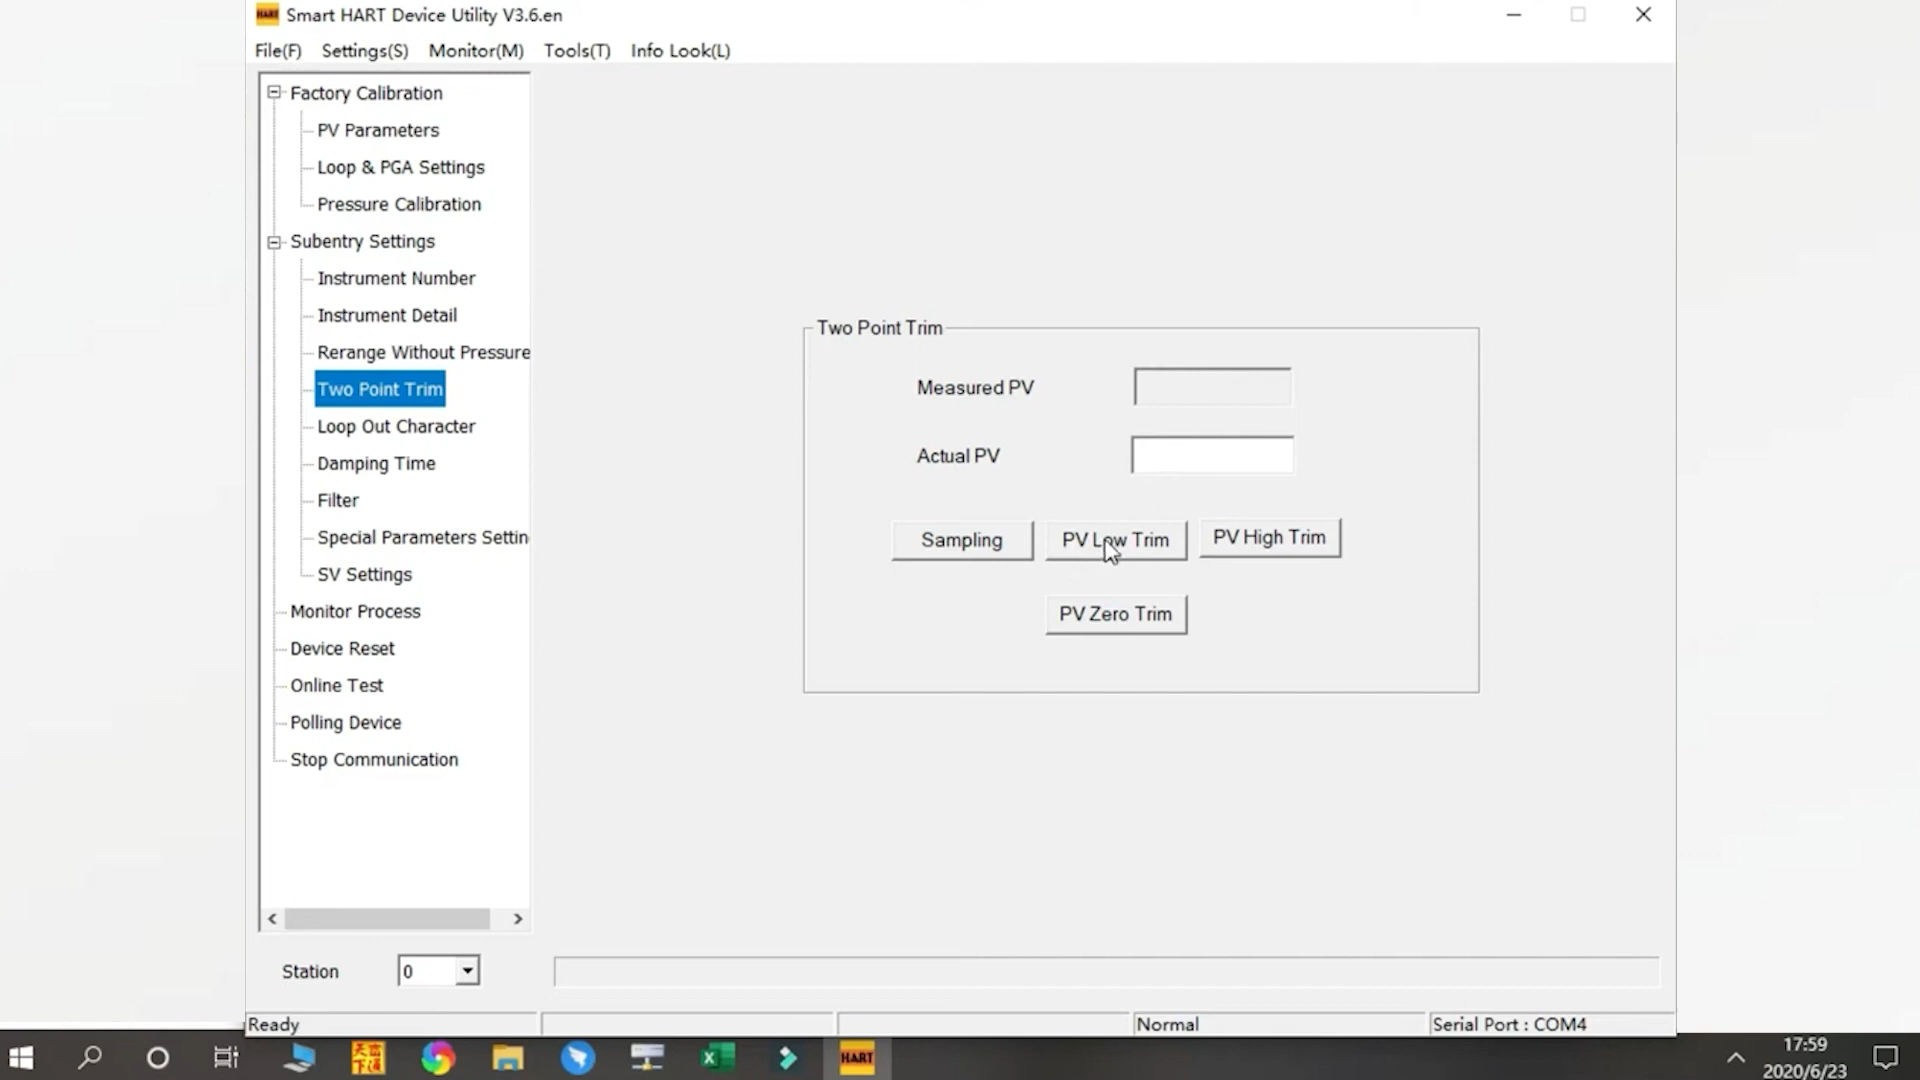 HART Smart HART Device Utility V3.6.en
File(F) Settings(S) Monitor(M) Tools(T) Info Look(L)
Factory Calibration
PV Parameters
Loop & PGA Settings
Pressure Calibration
Subentry Settings
Instrument Number
Instrument Detail
Rerange Without Pressure
Two Point Trim
Loop Out Character
Damping Time
Filter
Special Parameters Settin
SV Settings
Monitor Process
Device Reset
Online Test
Polling Device
Stop Communication
Two Point Trim
Measured PV
Actual PV
Sampling PV Low Trim PV High Trim
PV Zero Trim
Station 0
Ready Normal Serial Port : COM4
HART
17:59
2020/6/23